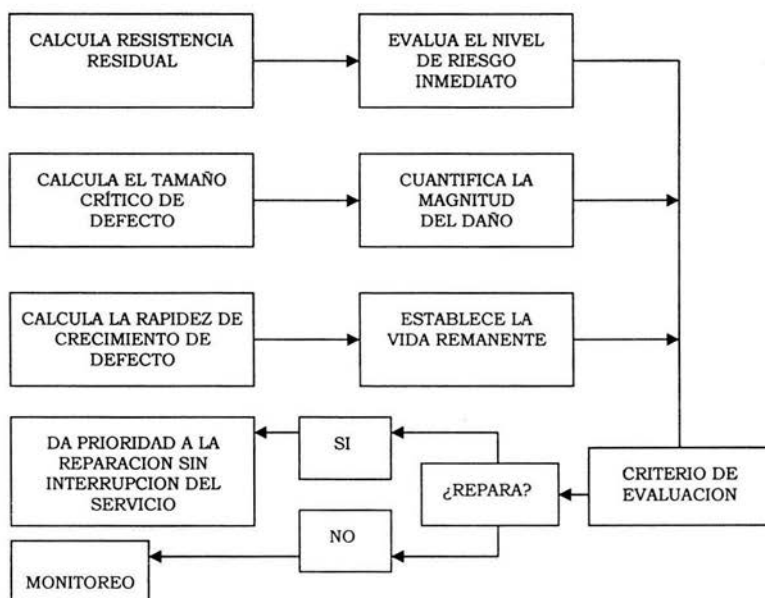 CALCULA RESISTENCIA
RESIDUAL
EVALUA EL NIVEL
DE RIESGO
INMEDIATO
CALCULA EL TAMAÑO
CRÍTICO DE
DEFECTO
CUANTIFICA LA
MAGNITUD
DEL DAÑO
CALCULA LA RAPIDEZ DE
CRECIMIENTO DE
DEFECTO
ESTABLECE LA
VIDA REMANENTE
DA PRIORIDAD A LA
REPARACION SIN
INTERRUPCION DEL
SERVICIO
SI
¿REPARA?
CRITERIO DE
EVALUACION
NO
MONITOREO